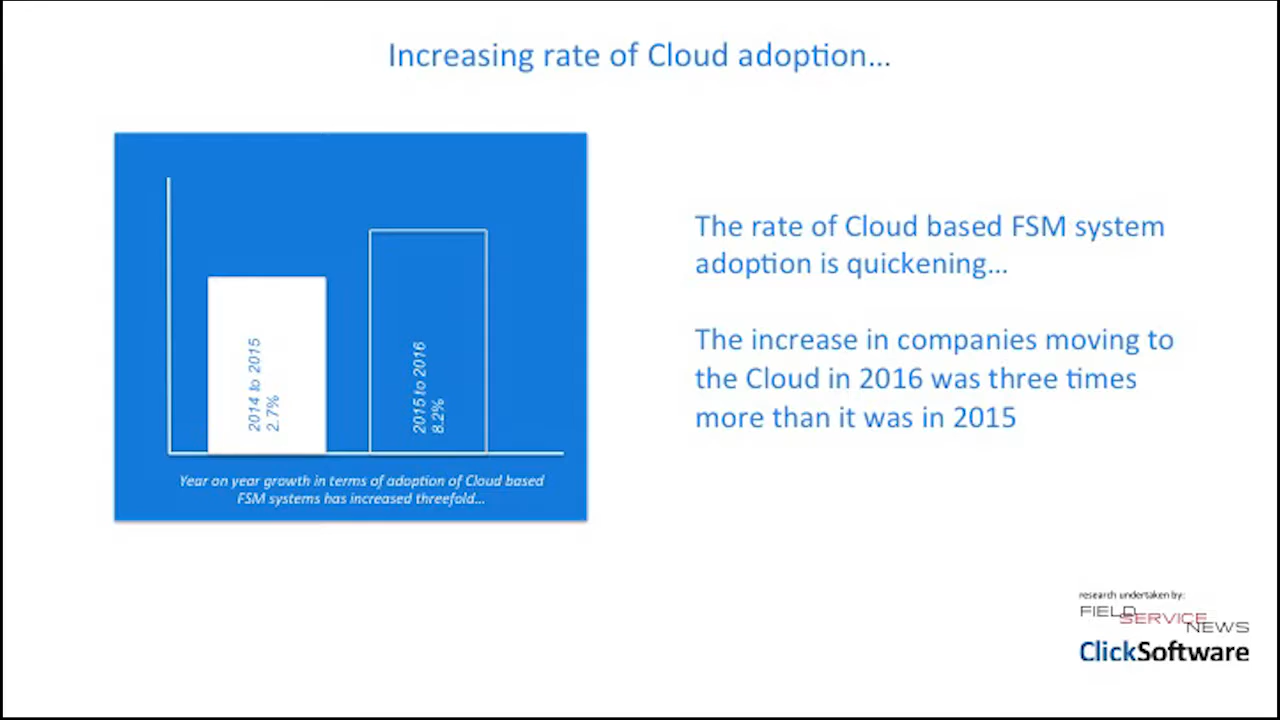 Increasing rate of Cloud adoption...
2014 to 2015
2.7%
2015 to 2016
8.2%
Year on year growth in terms of adoption of Cloud based
FSM systems has increased threefold...
The rate of Cloud based FSM system
adoption is quickening...
The increase in companies moving to
the Cloud in 2016 was three times
more than it was in 2015
research undertaken by:
FIELD
SERVICE
NEWS
ClickSoftware